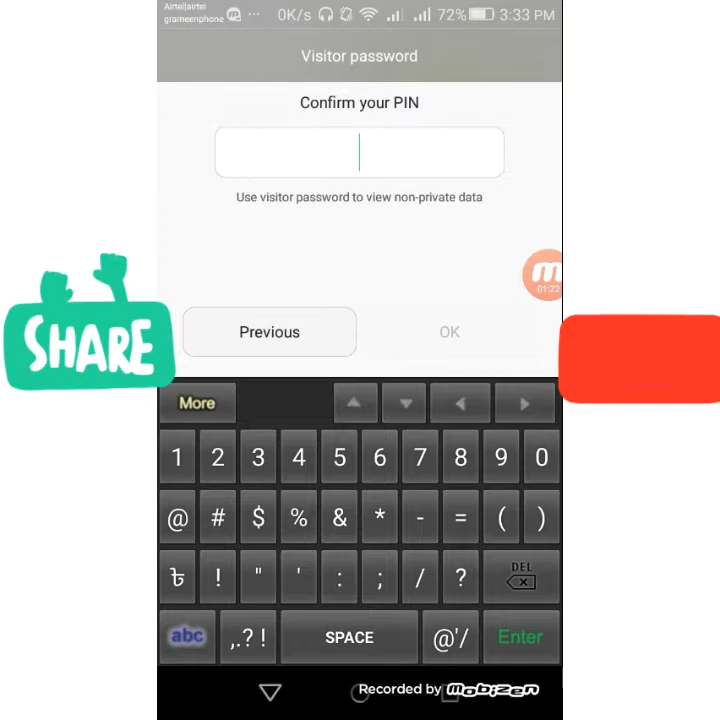 Airtel|airtel
grameenphone
... 0K/s 72% 3:33 PM
Visitor password
Confirm your PIN
Use visitor password to view non-private data
01:22
SHARE
Previous OK
More
1 2 3 4 5 6 7 8 9 0
@ # $ % & * - = ( )
৳ ! " ' : ; / ? DEL
abc ,.?! SPACE @'/ Enter
Recorded by mobizen